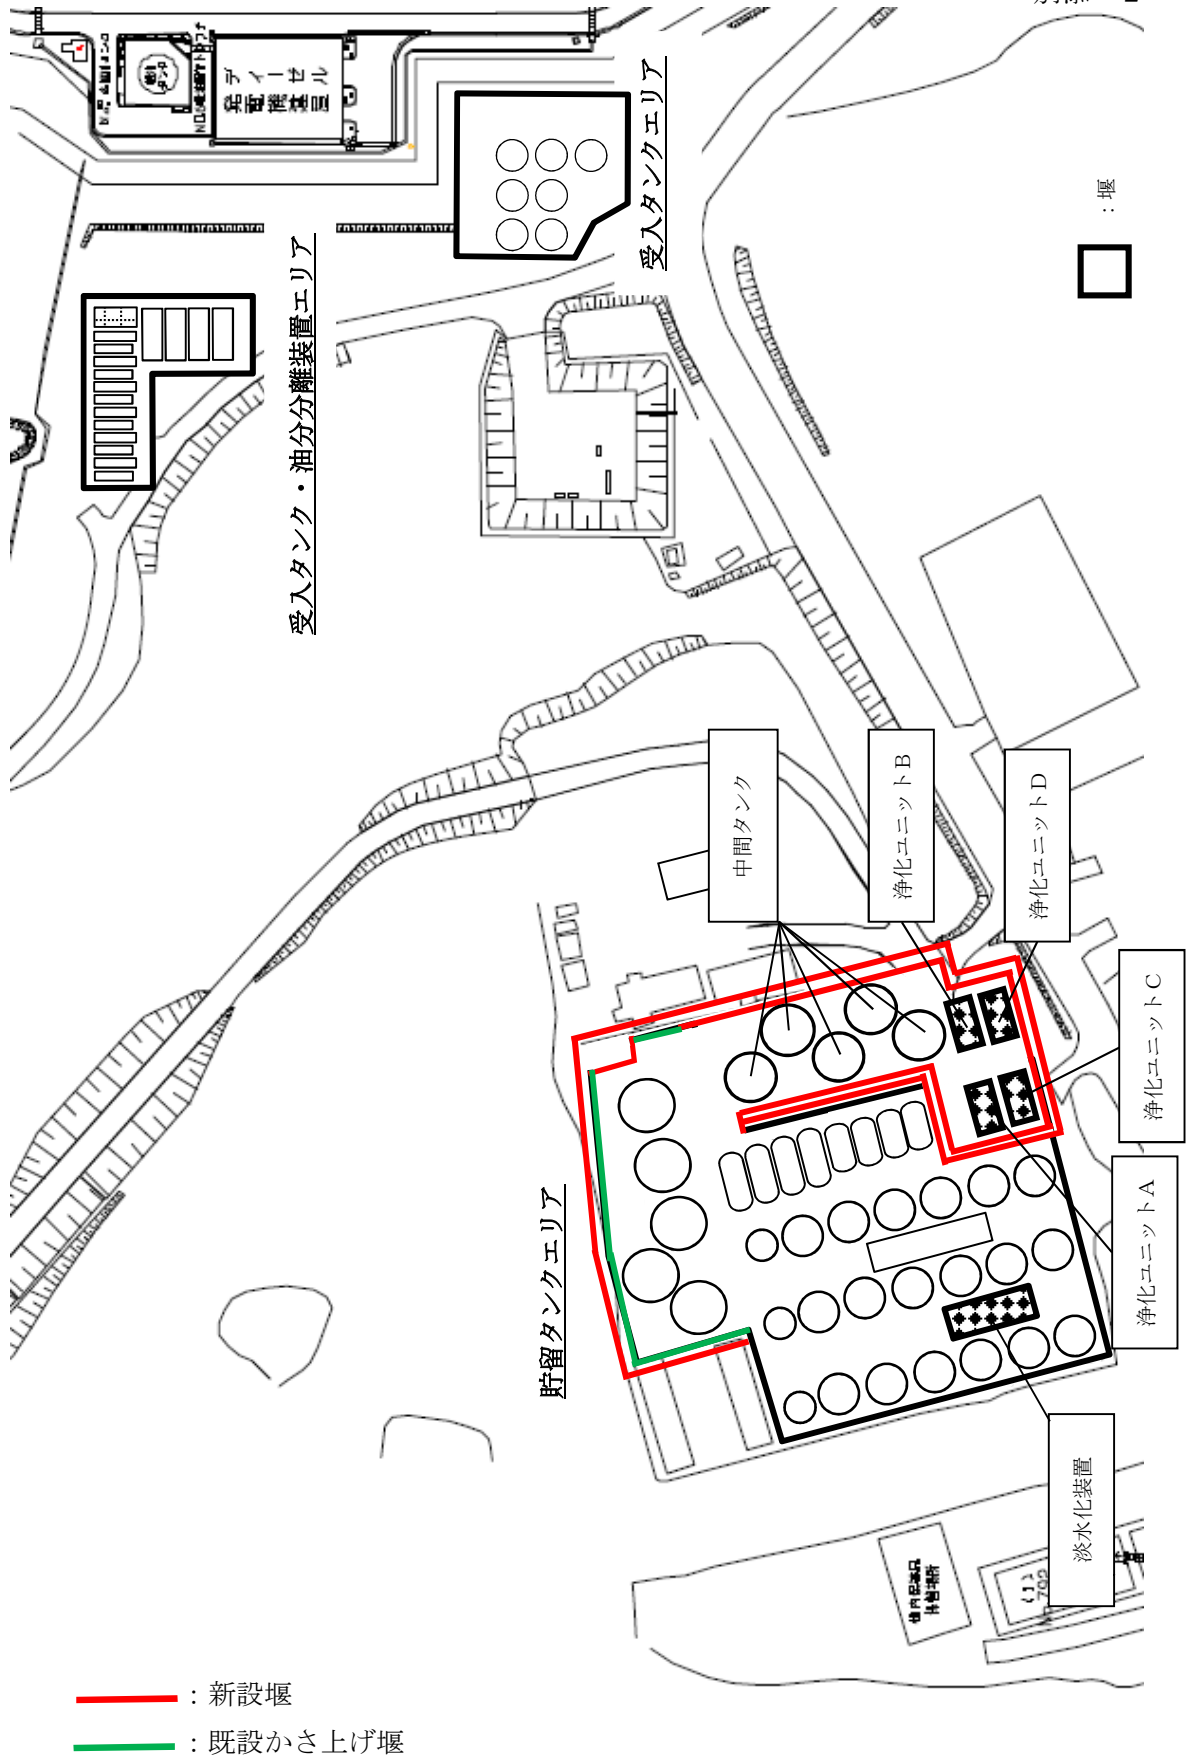 ディーゼル
発電機建屋
受入タンクエリア
受入タンク・油分分離装置エリア
：堰
中間タンク
浄化ユニットB
浄化ユニットD
浄化ユニットC
浄化ユニットA
貯留タンクエリア
淡水化装置
：新設堰
：既設かさ上げ堰